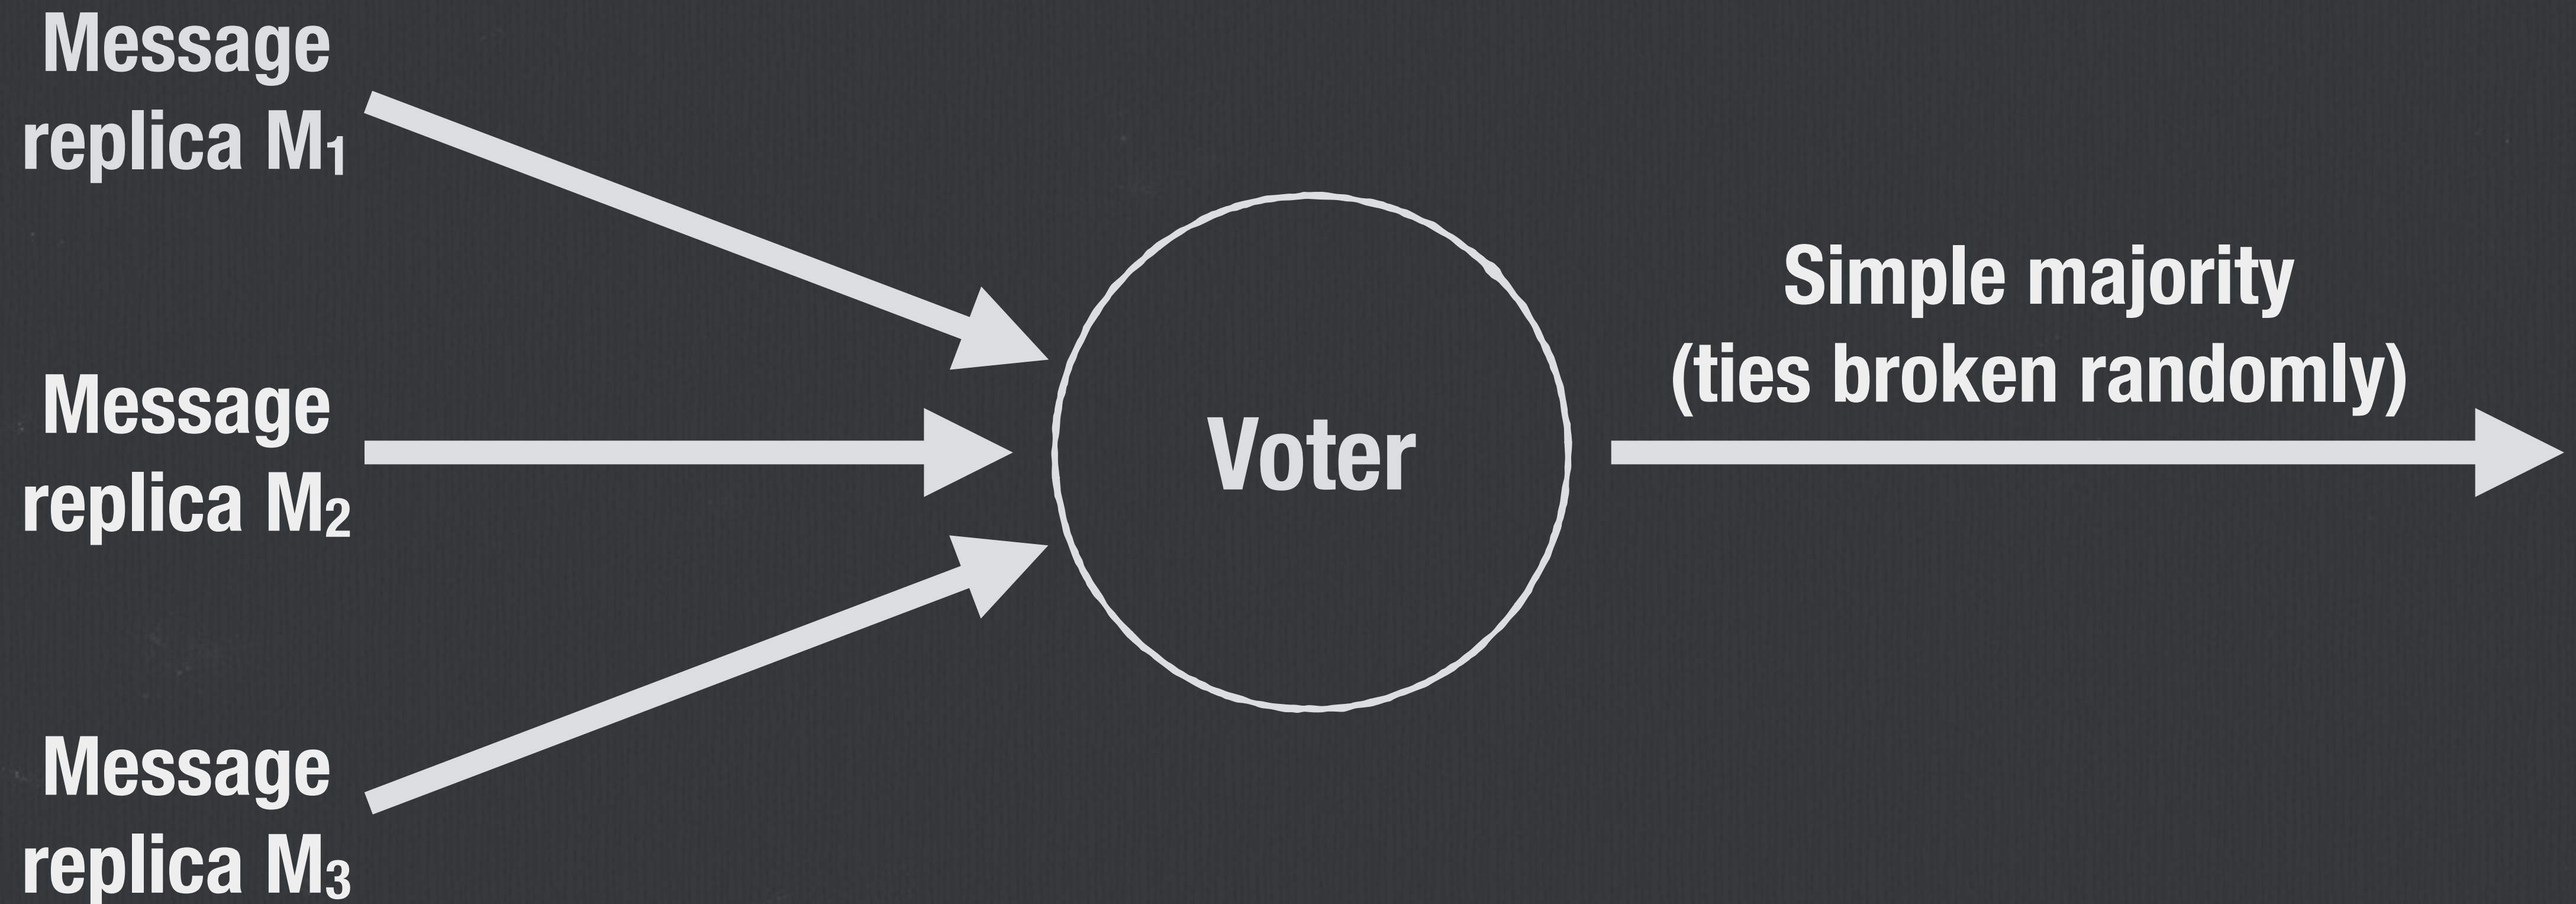 Message
replica M₁
Message
replica M₂
Message
replica M₃
Voter
Simple majority
(ties broken randomly)